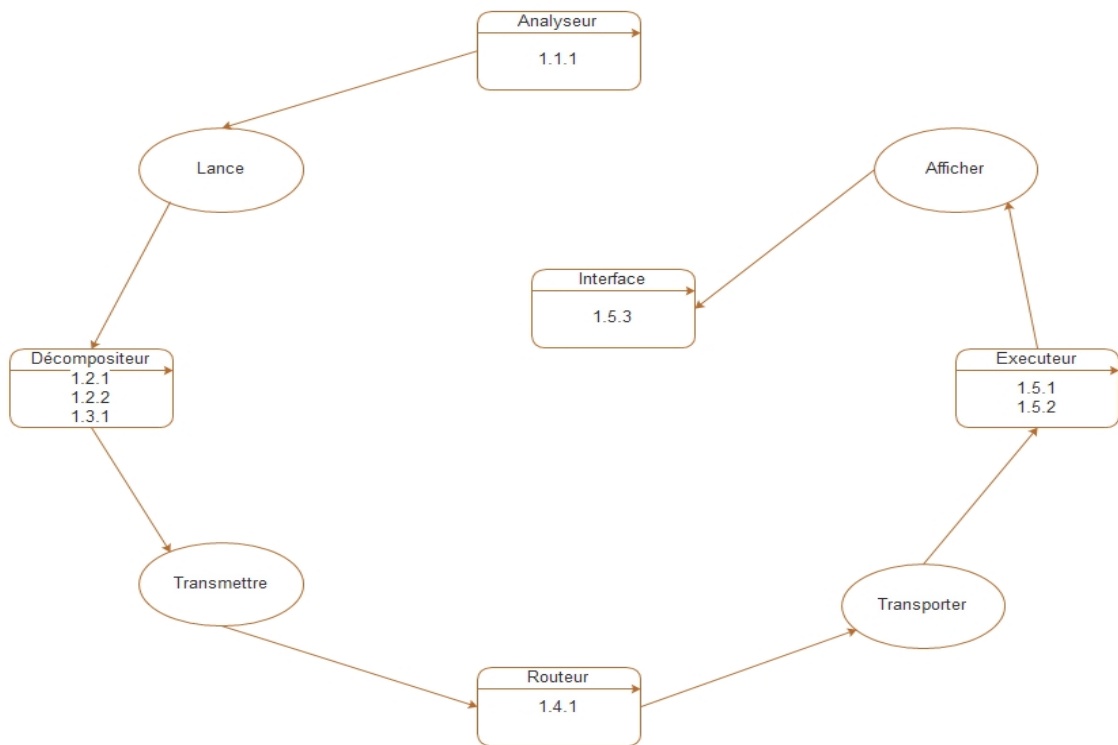 Analyseur
1.1.1
Lance
Afficher
Interface
1.5.3
Décompositeur
1.2.1
1.2.2
1.3.1
Executeur
1.5.1
1.5.2
Transmettre
Transporter
Routeur
1.4.1